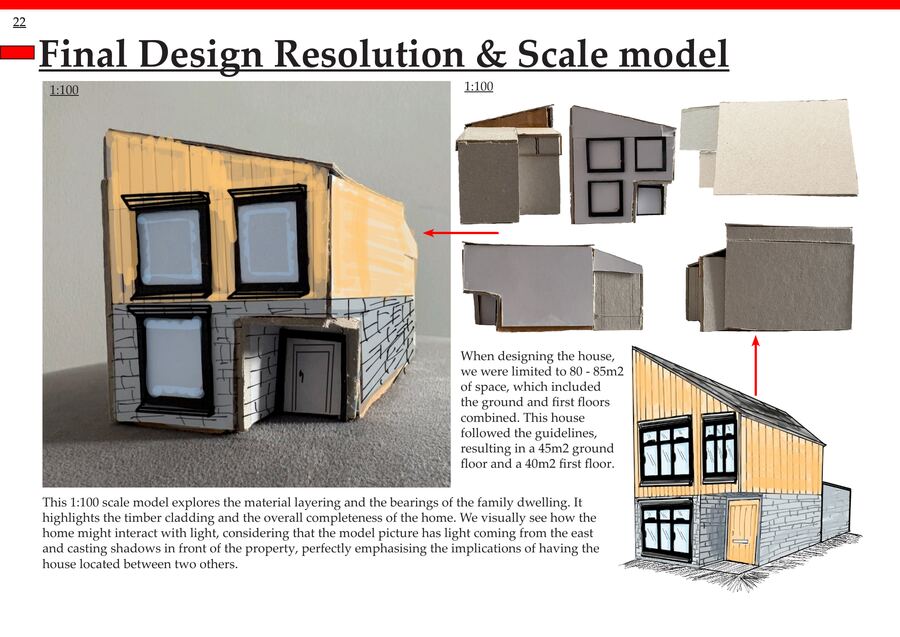 22
Final Design Resolution & Scale model
1:100
1:100
When designing the house,
we were limited to 80 - 85m2
of space, which included
the ground and first floors
combined. This house
followed the guidelines,
resulting in a 45m2 ground
floor and a 40m2 first floor.
This 1:100 scale model explores the material layering and the bearings of the family dwelling. It
highlights the timber cladding and the overall completeness of the home. We visually see how the
home might interact with light, considering that the model picture has light coming from the east
and casting shadows in front of the property, perfectly emphasising the implications of having the
house located between two others.